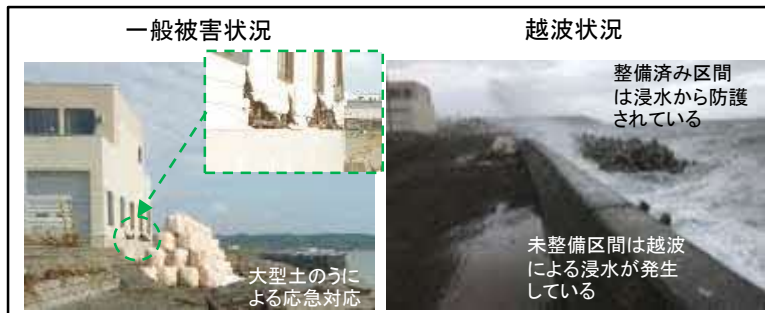 一般被害状況
越波状況
大型土のうに
よる応急対応
整備済み区間
は浸水から防護
されている
未整備区間は越波
による浸水が発生
している